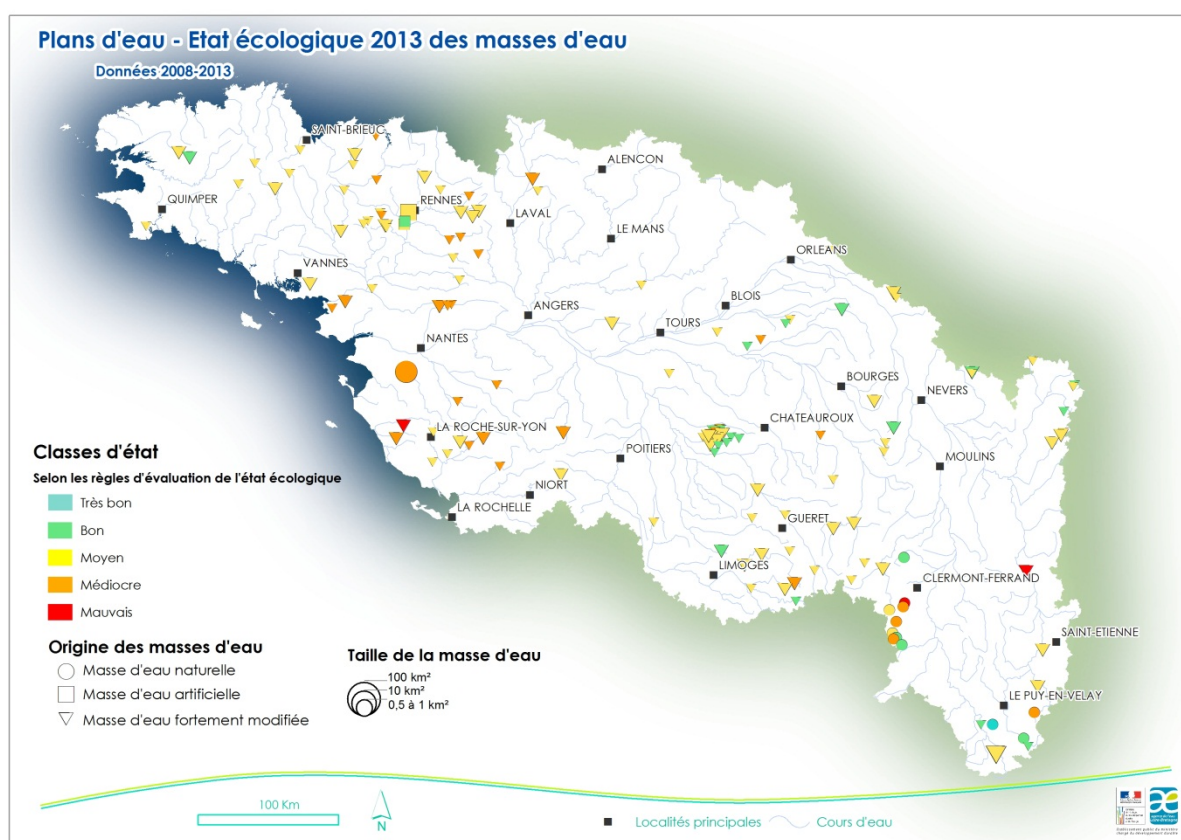 Plans d'eau - Etat écologique 2013 des masses d'eau
Données 2008-2013
SAINT-BRIEUC
ALENCON
QUIMPER
RENNES
LAVAL
LE MANS
ORLEANS
VANNES
BLOIS
ANGERS
TOURS
NANTES
BOURGES
NEVERS
CHATEAUROUX
LA ROCHE-SUR-YON
POITIERS
MOULINS
NIORT
LA ROCHELLE
GUERET
LIMOGES
CLERMONT-FERRAND
SAINT-ETIENNE
LE PUY-EN-VELAY
Classes d'état
Selon les règles d'évaluation de l'état écologique
Très bon
Bon
Moyen
Médiocre
Mauvais
Origine des masses d'eau
Masse d'eau naturelle
Masse d'eau artificielle
Masse d'eau fortement modifiée
Taille de la masse d'eau
100 km²
10 km²
0,5 à 1 km²
100 Km
N
Localités principales
Cours d'eau